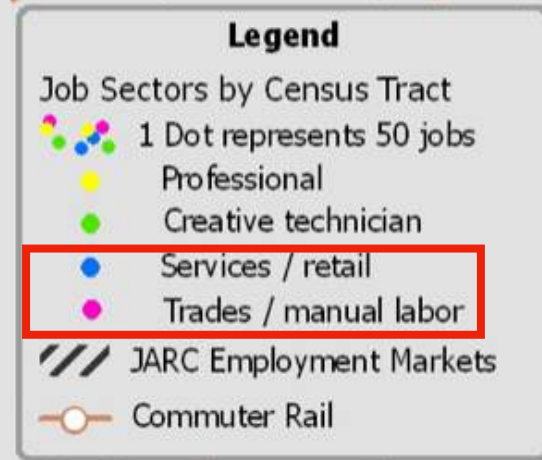 Legend
Job Sectors by Census Tract
1 Dot represents 50 jobs
Professional
Creative technician
Services / retail
Trades / manual labor
JARC Employment Markets
Commuter Rail